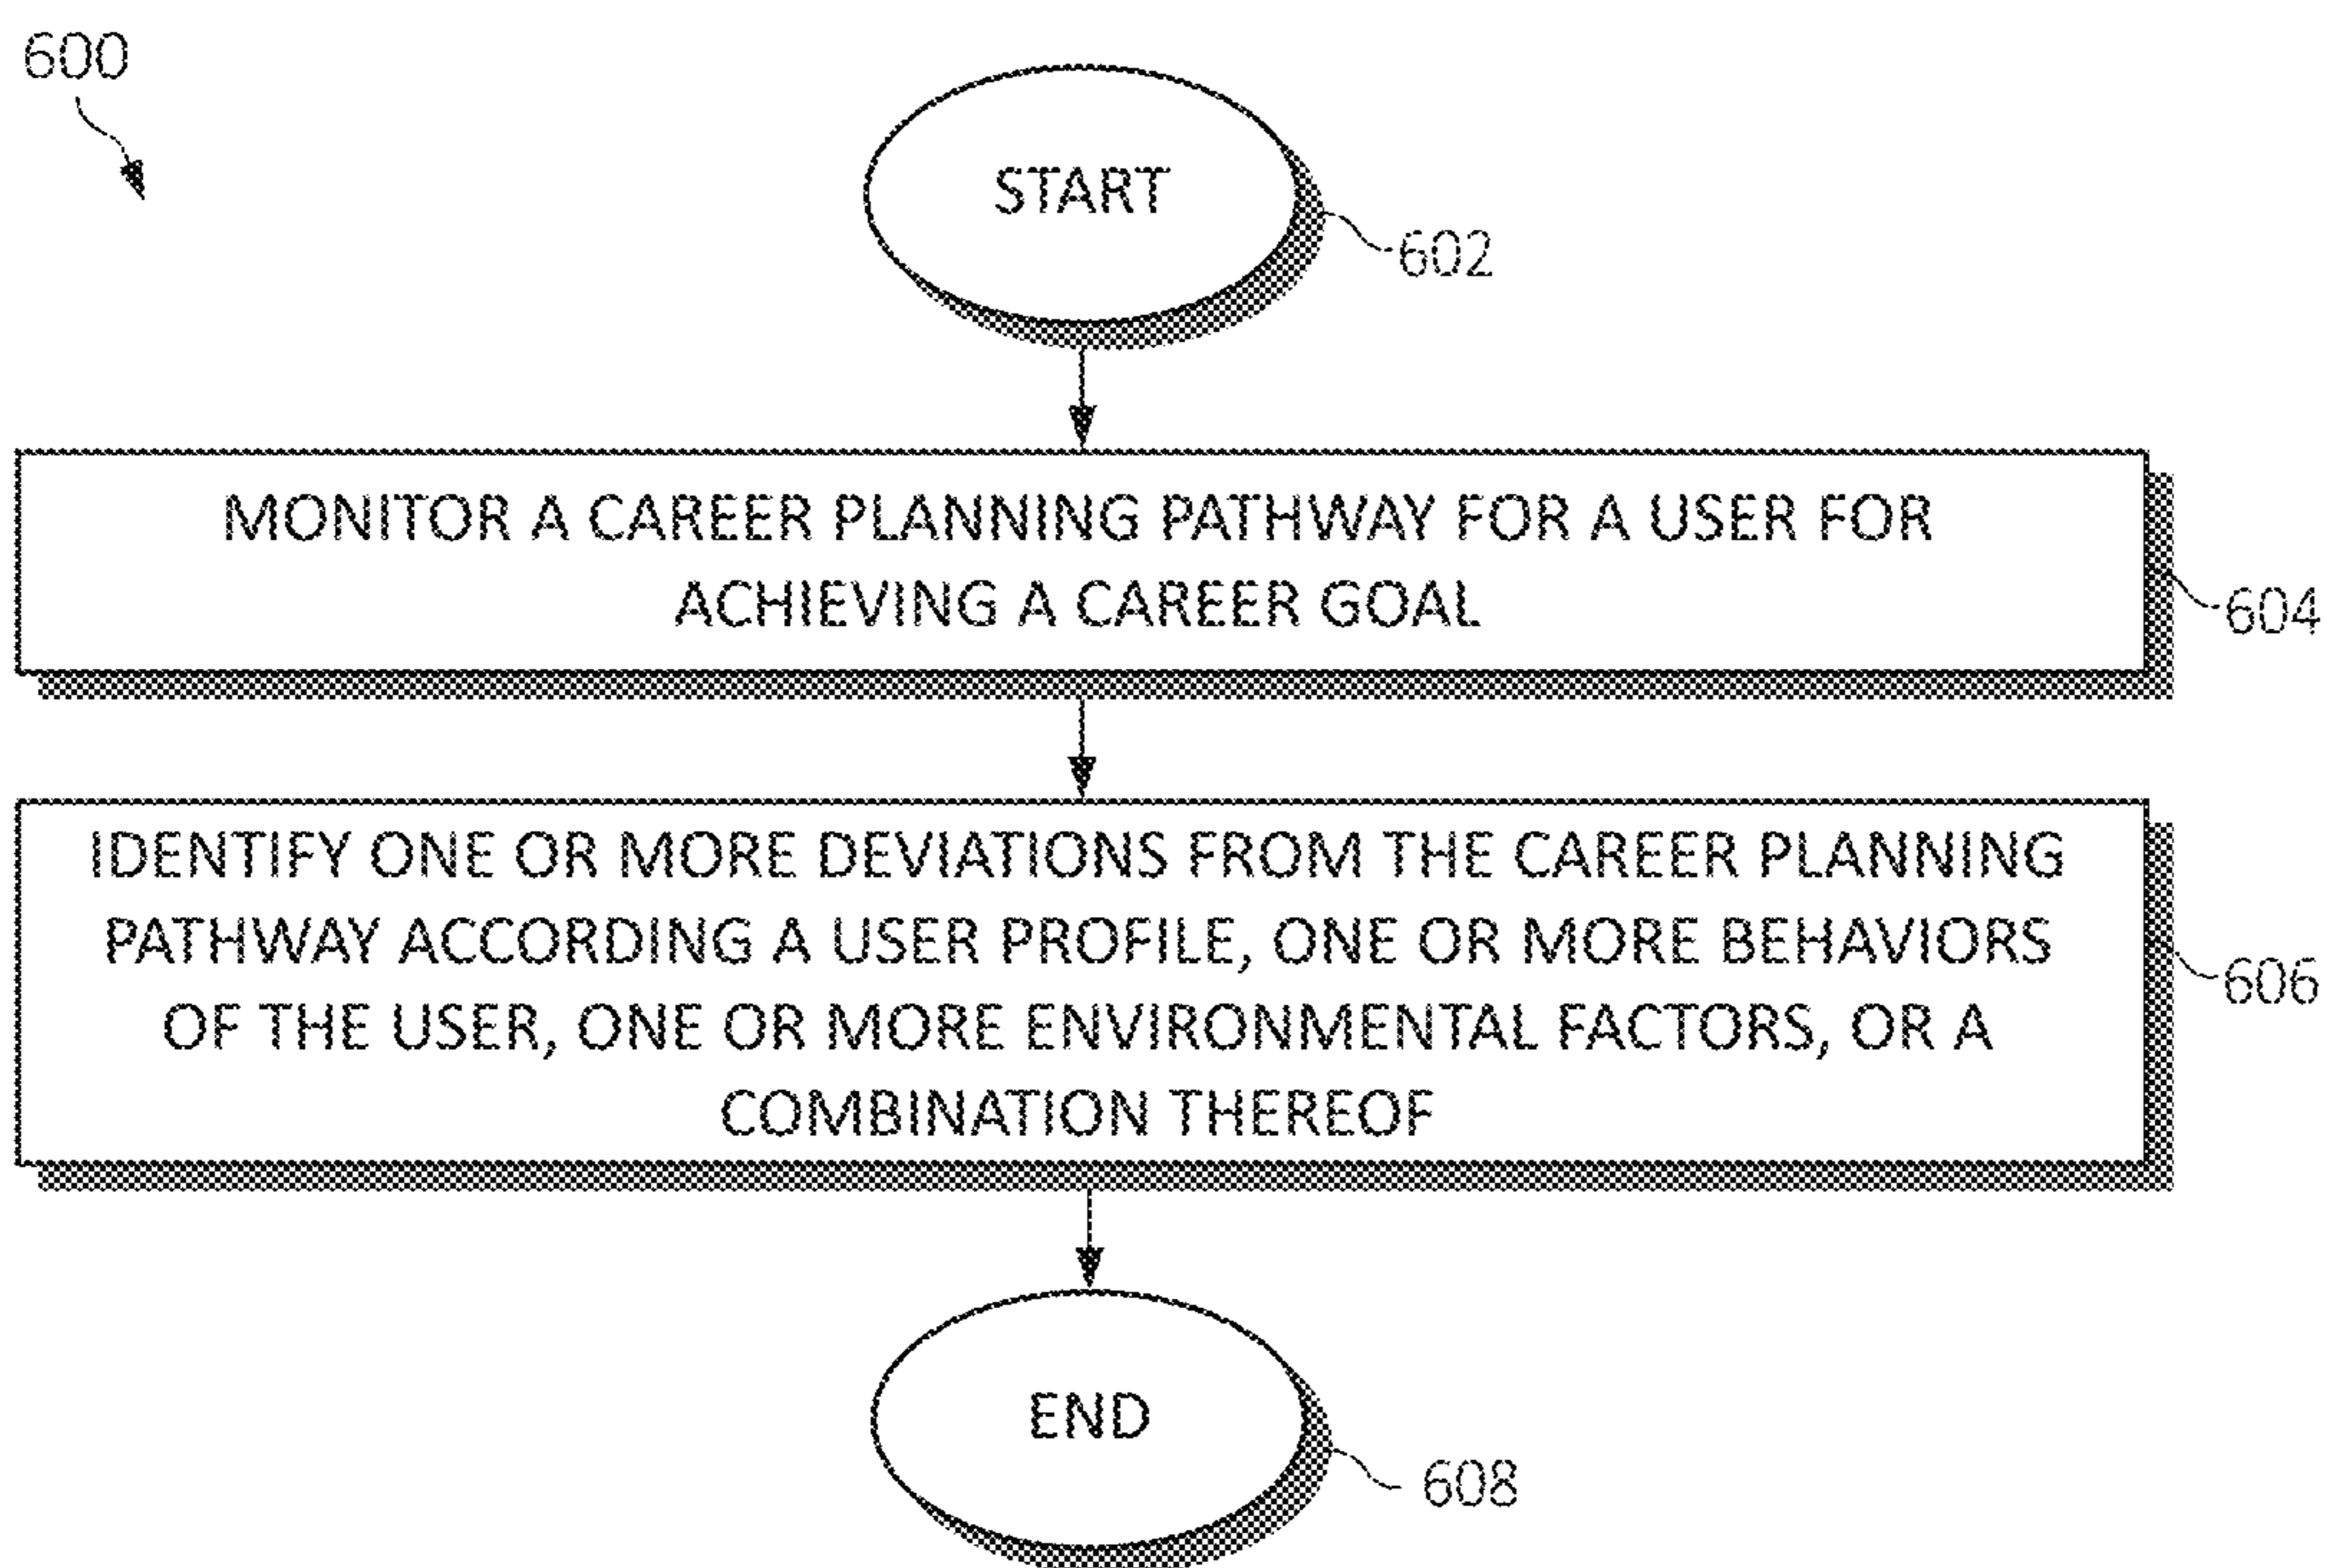 600
START
602
MONITOR A CAREER PLANNING PATHWAY FOR A USER FOR
ACHIEVING A CAREER GOAL
604
IDENTIFY ONE OR MORE DEVIATIONS FROM THE CAREER PLANNING
PATHWAY ACCORDING A USER PROFILE, ONE OR MORE BEHAVIORS
OF THE USER, ONE OR MORE ENVIRONMENTAL FACTORS, OR A
COMBINATION THEREOF
606
END
608